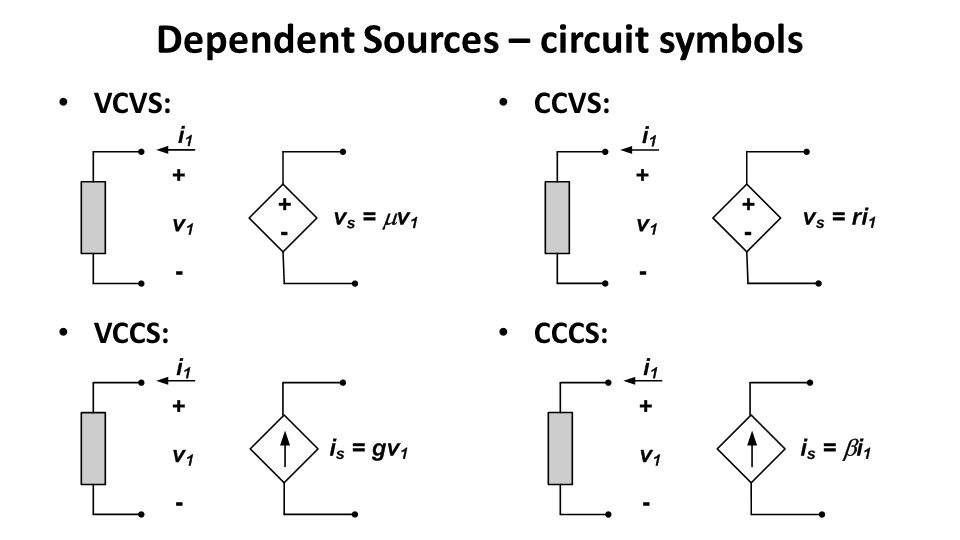 Dependent Sources – circuit symbols
• VCVS:
i₁
+
v₁
-
+
-
vₛ = μv₁
• CCVS:
i₁
+
v₁
-
+
-
vₛ = ri₁
• VCCS:
i₁
+
v₁
-
iₛ = gv₁
• CCCS:
i₁
+
v₁
-
iₛ = βi₁